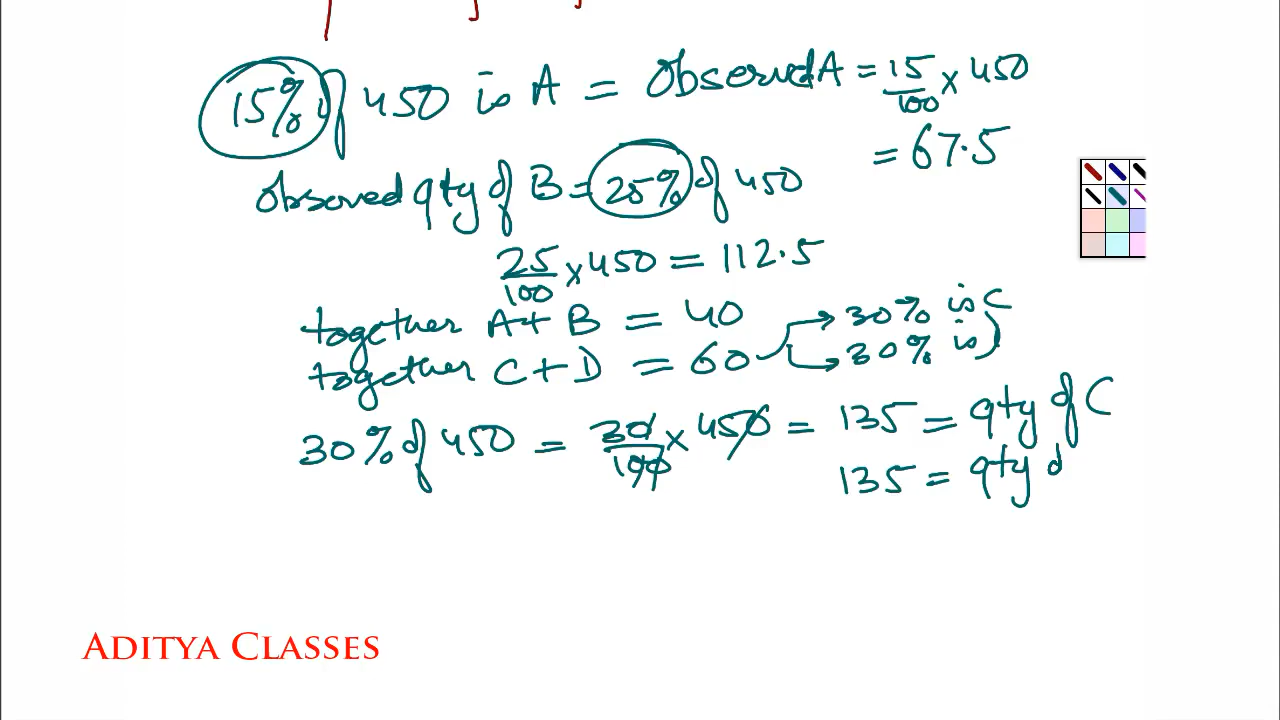 15% of 450 is A = Observed A = 15/100 x 450
= 67.5
Observed qty of B = 25% of 450
25/100 x 450 = 112.5
together A+ B = 40
together C+D = 60 → 30% is C
→ 30% is
30% of 450 = 30/100 x 450 = 135 = qty of C
135 = qty
ADITYA CLASSES